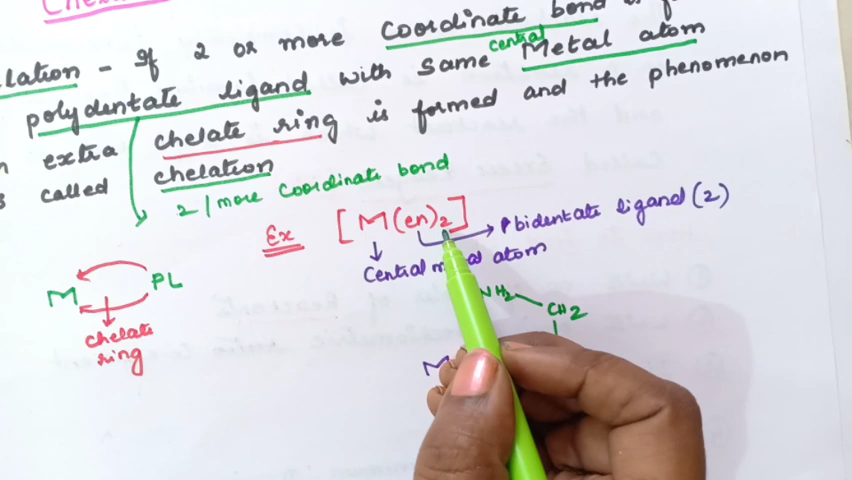 lation - If 2 or more coordinate bond is
polydentate ligand with same central Metal atom
extra chelate ring is formed and the phenomenon
called chelation
2 / more coordinate bond
Ex [M(en)2]
bidentate ligand (2)
Central atom
M PL
chelate
ring
NH2 CH2
M